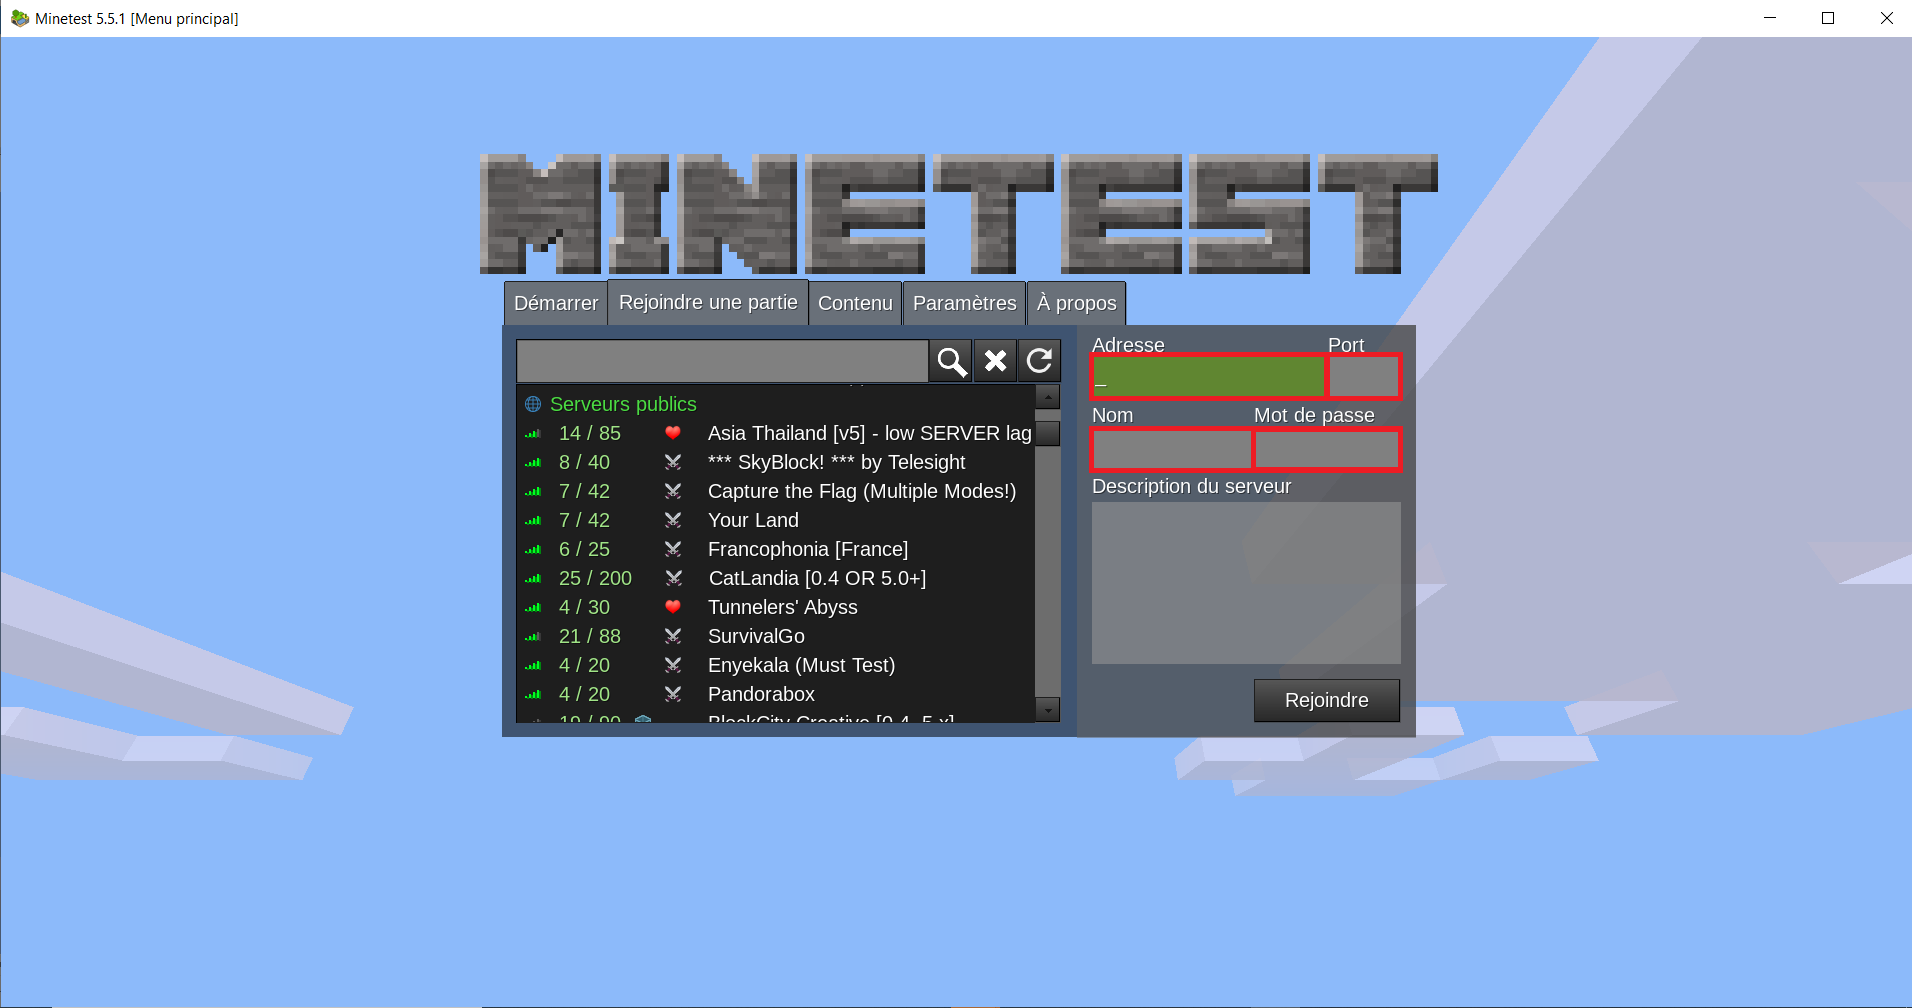 Minetest 5.5.1 [Menu principal]
MINETEST
Démarrer
Rejoindre une partie
Contenu
Paramètres
À propos
Serveurs publics
14 / 85 Asia Thailand [v5] - low SERVER lag
8 / 40 *** SkyBlock! *** by Telesight
7 / 42 Capture the Flag (Multiple Modes!)
7 / 42 Your Land
6 / 25 Francophonia [France]
25 / 200 CatLandia [0.4 OR 5.0+]
4 / 30 Tunnelers' Abyss
21 / 88 SurvivalGo
4 / 20 Enyekala (Must Test)
4 / 20 Pandorabox
Adresse
Port
_
Nom
Mot de passe
Description du serveur
Rejoindre